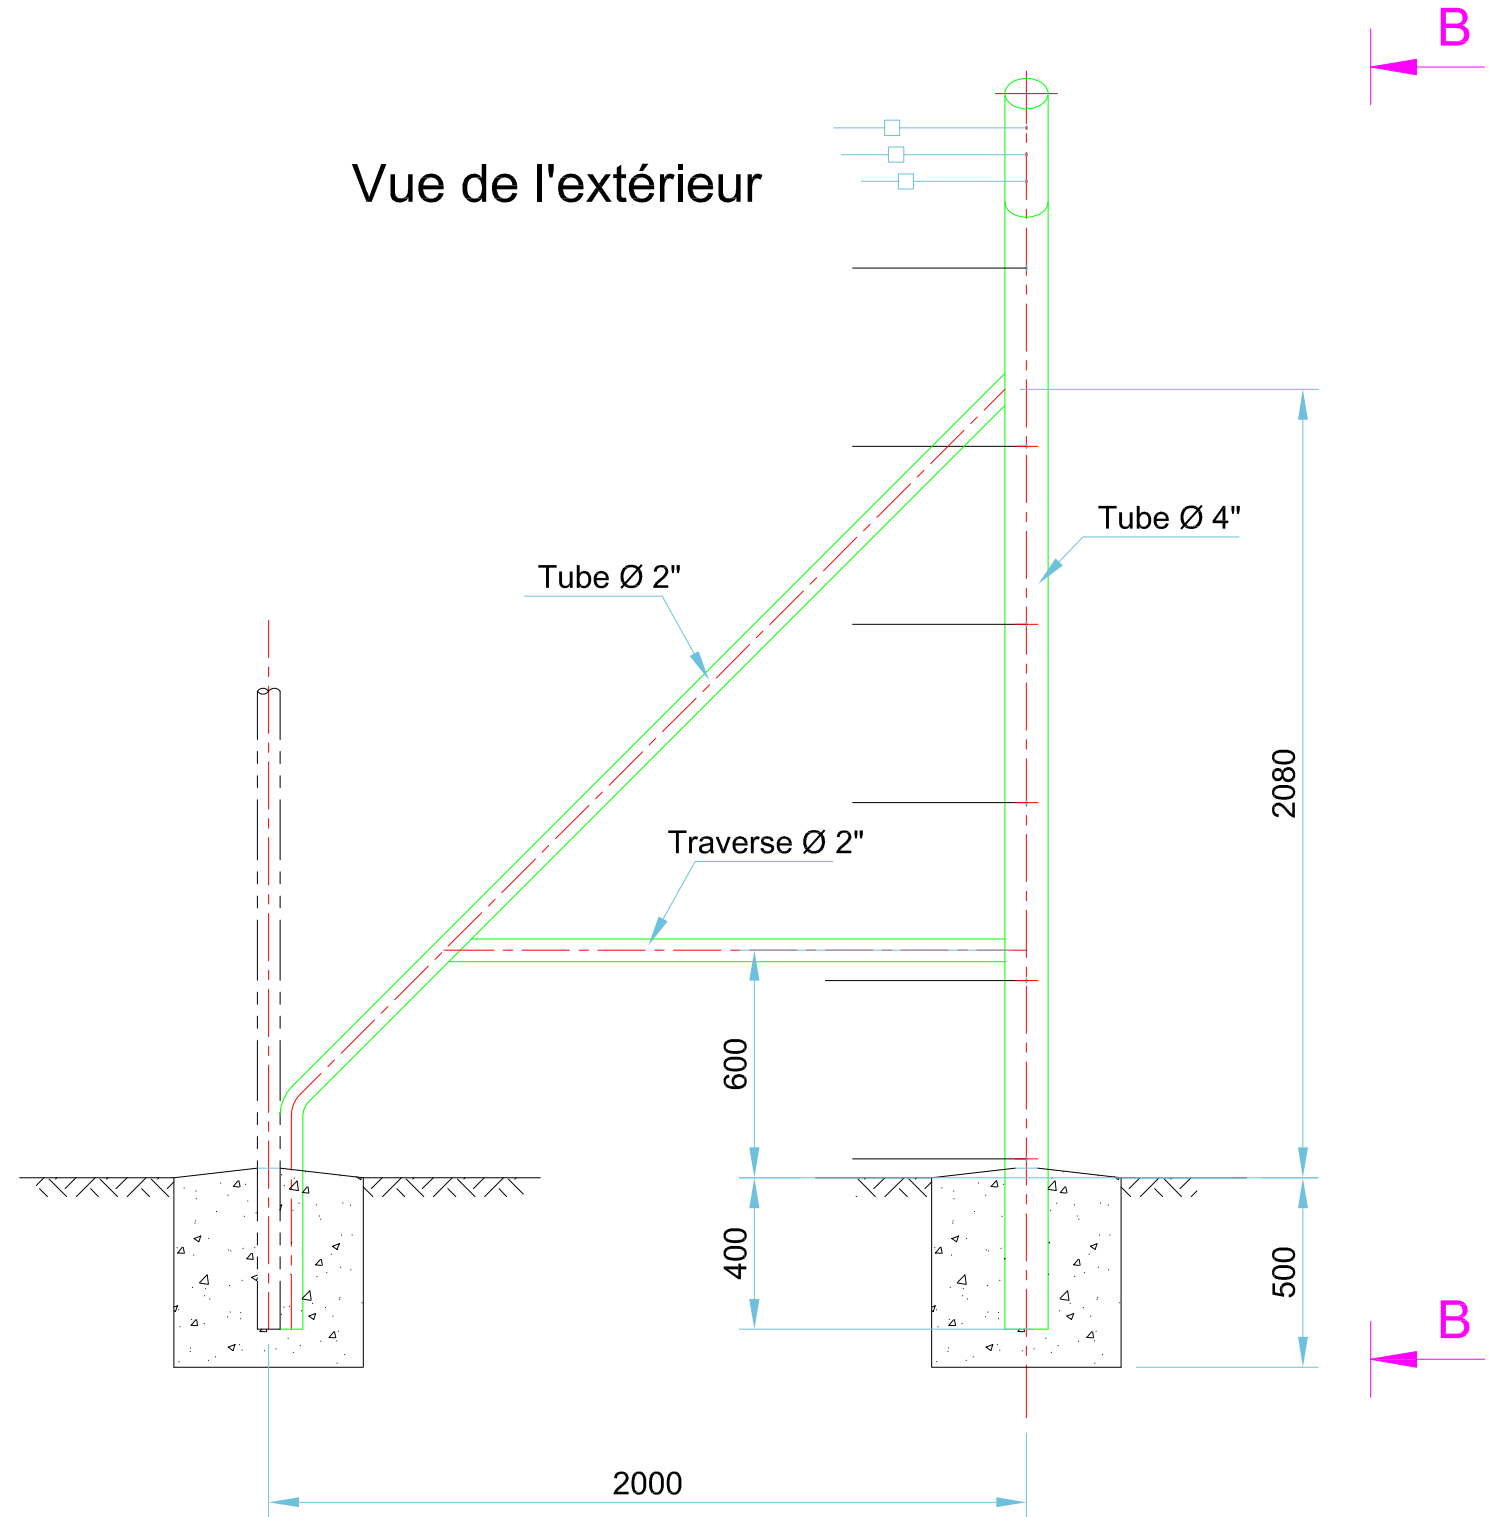 B
Vue de l'extérieur
Tube Ø 4"
Tube Ø 2"
2080
Traverse Ø 2"
600
400
500
B
2000